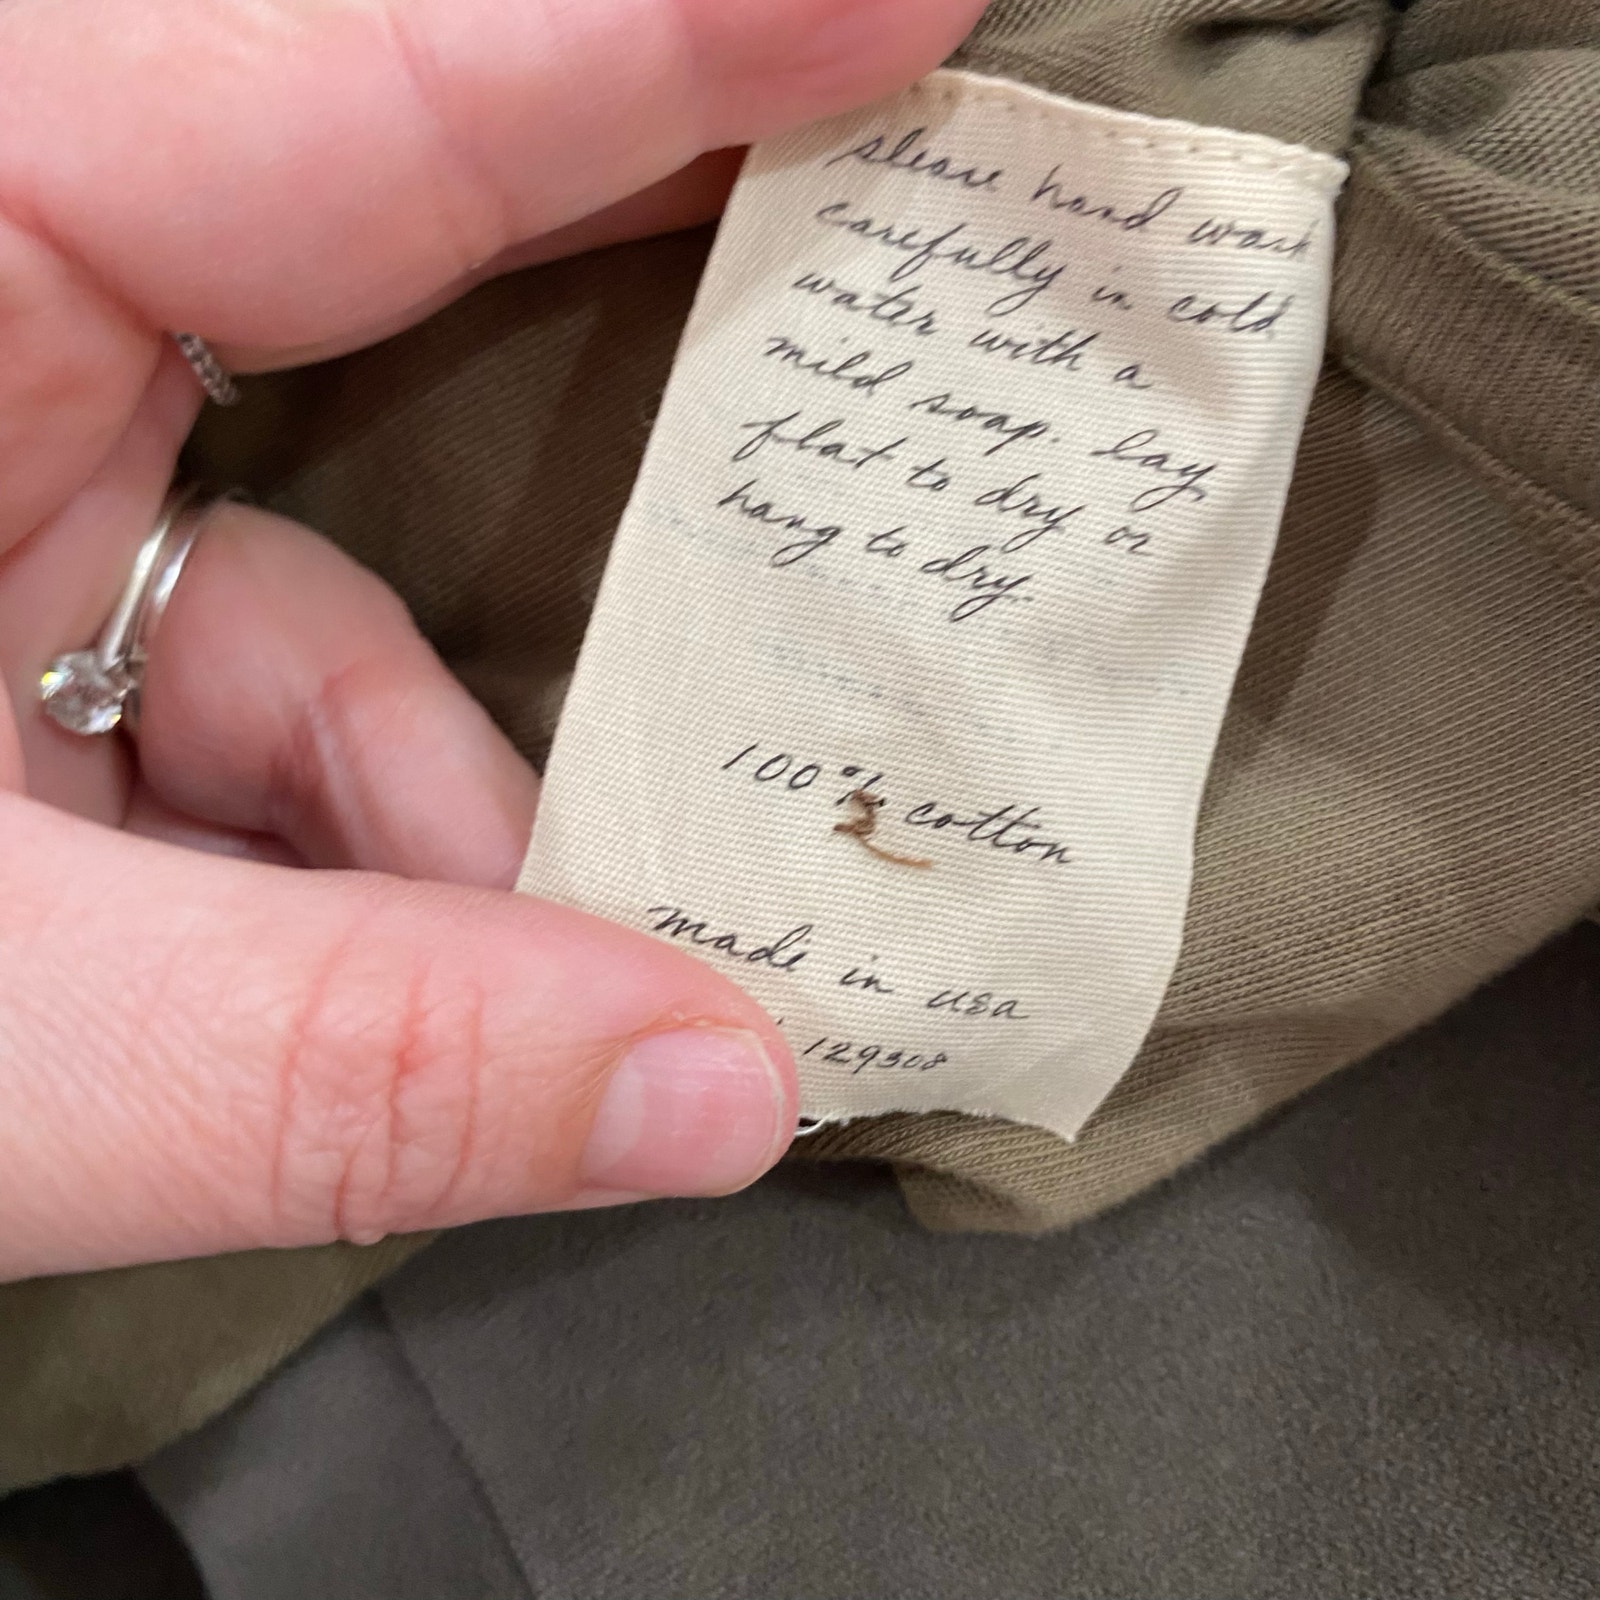 please hand wash
carefully in cold
water with a
mild soap. lay
flat to dry or
hang to dry.
100% cotton
made in usa
129308